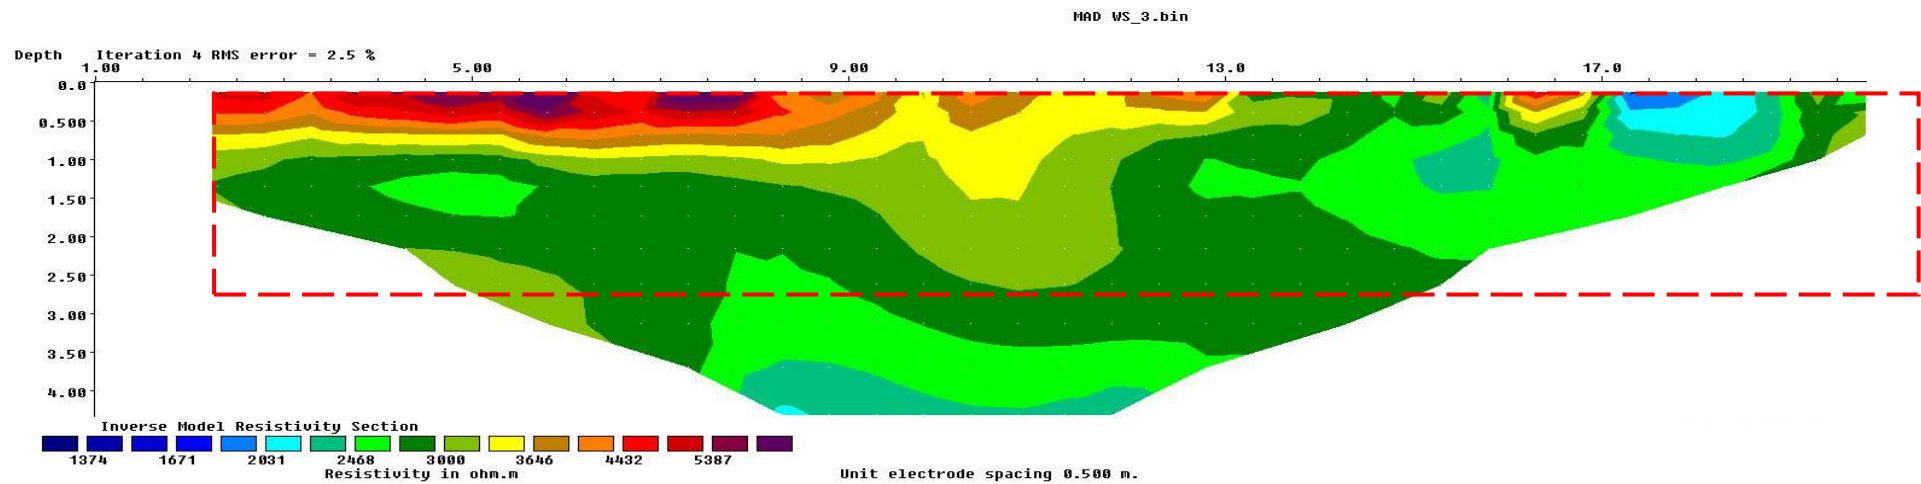 MAD WS_3.bin
Depth Iteration 4 RMS error = 2.5 %
1.00 5.00 9.00 13.0 17.0
0.0
0.500
1.00
1.50
2.00
2.50
3.00
3.50
4.00
Inverse Model Resistivity Section
1374 1671 2031 2468 3000 3646 4432 5387
Resistivity in ohm.m Unit electrode spacing 0.500 m.